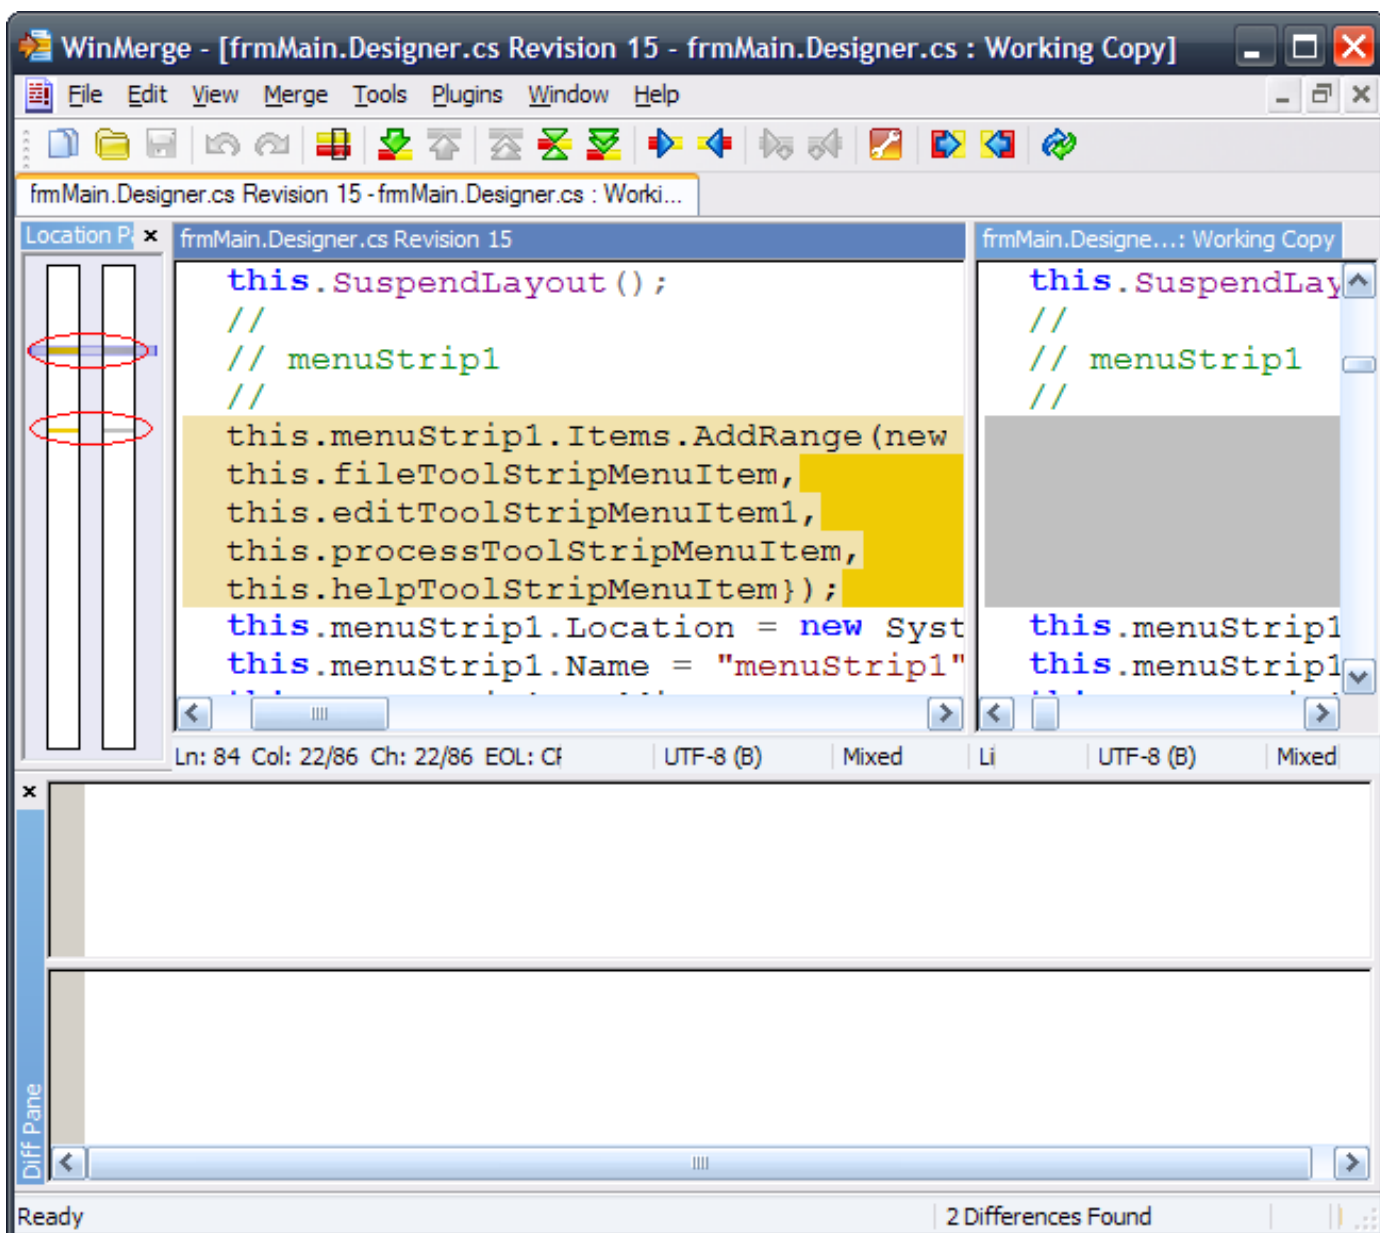 WinMerge - [frmMain.Designer.cs Revision 15 - frmMain.Designer.cs : Working Copy]
File Edit View Merge Tools Plugins Window Help
frmMain.Designer.cs Revision 15 - frmMain.Designer.cs : Worki...
Location P
frmMain.Designer.cs Revision 15
this.SuspendLayout();
//
// menuStrip1
//
this.menuStrip1.Items.AddRange(new
this.fileToolStripMenuItem,
this.editToolStripMenuItem1,
this.processToolStripMenuItem,
this.helpToolStripMenuItem});
this.menuStrip1.Location = new Syst
this.menuStrip1.Name = "menuStrip1"
Ln: 84 Col: 22/86 Ch: 22/86 EOL: CR UTF-8 (B) Mixed
frmMain.Designe...: Working Copy
this.SuspendLay
//
// menuStrip1
//
this.menuStrip1
this.menuStrip1
Li UTF-8 (B) Mixed
Diff Pane
Ready 2 Differences Found